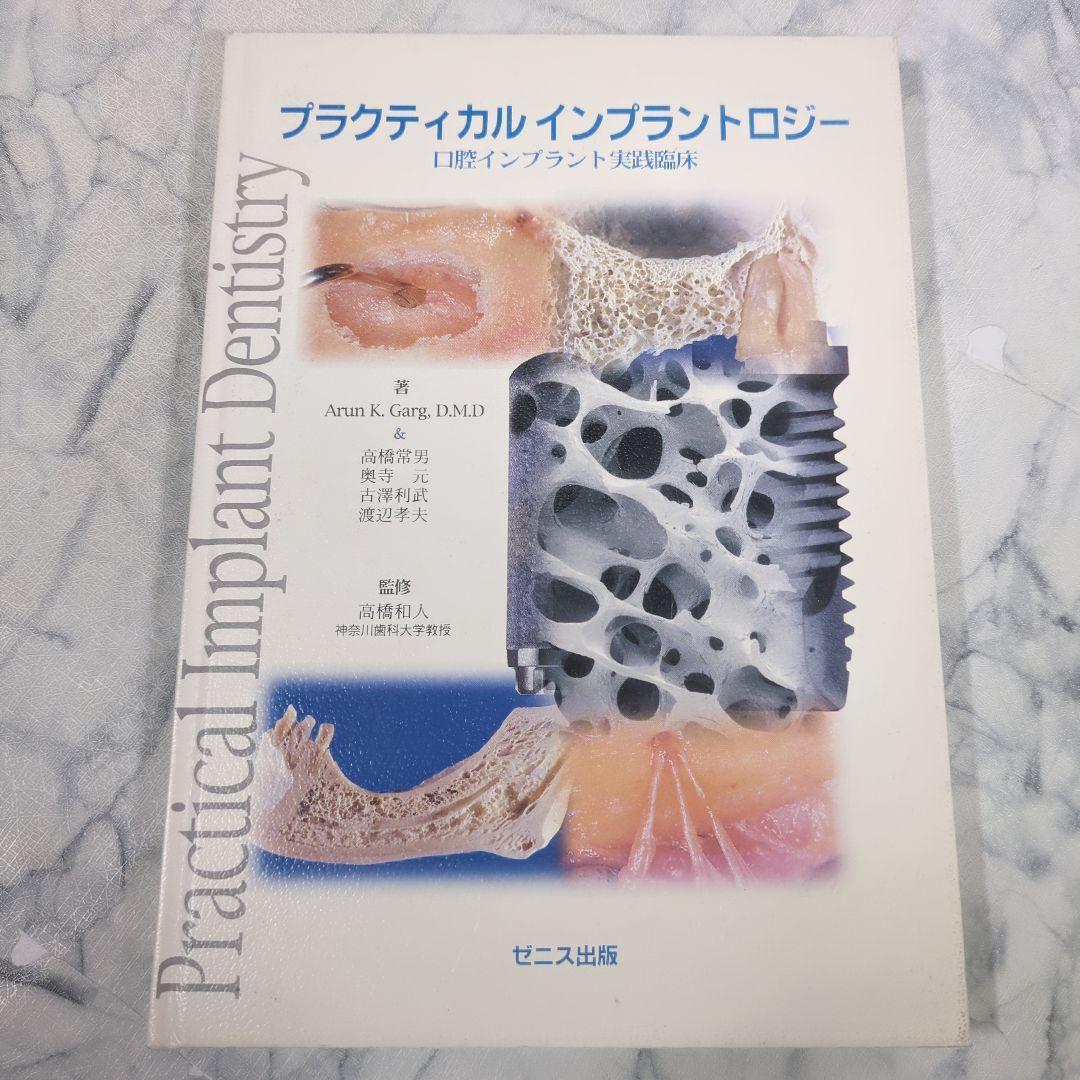 プラクティカル インプラントロジー
口腔インプラント実践臨床
Practical Implant Dentistry
著
Arun K. Garg, D.M.D
&
高橋常男
奥寺 元
古澤利武
渡辺孝夫
監修
高橋和人
神奈川歯科大学教授
ゼニス出版